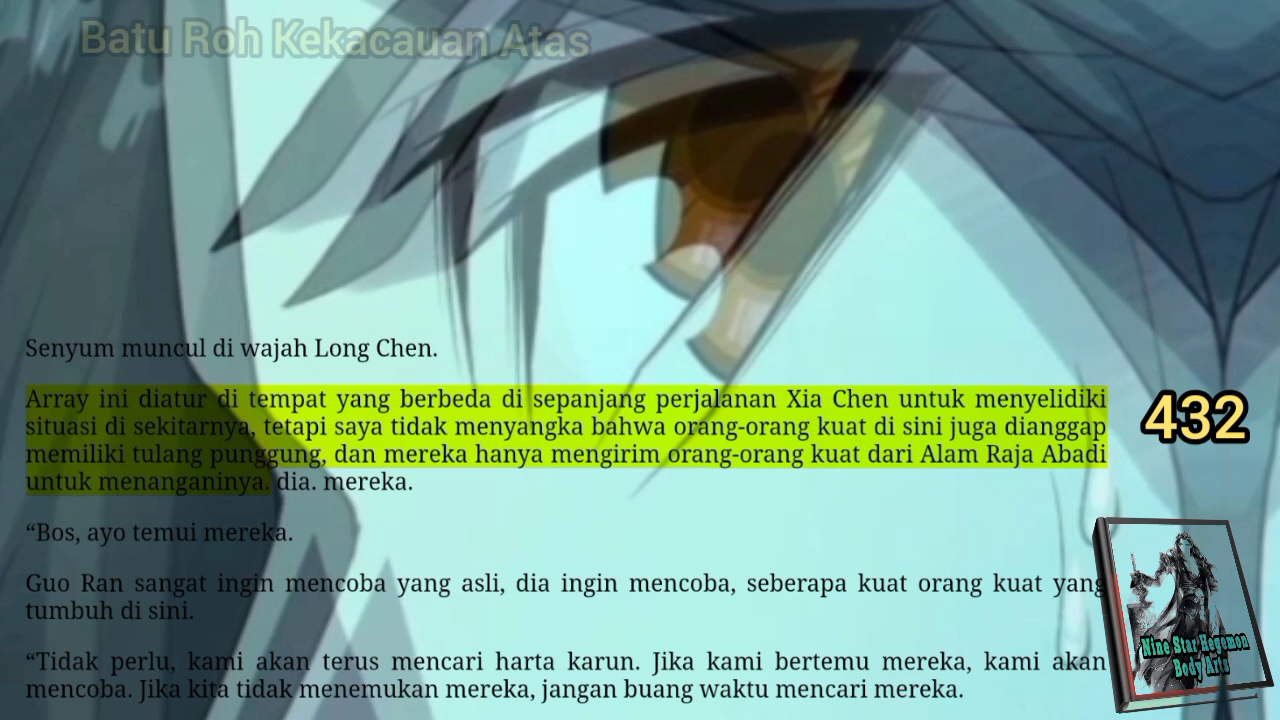 Batu Roh Kekacauan Atas
Senyum muncul di wajah Long Chen.
Array ini diatur di tempat yang berbeda di sepanjang perjalanan Xia Chen untuk menyelidiki
situasi di sekitarnya, tetapi saya tidak menyangka bahwa orang-orang kuat di sini juga dianggap
memiliki tulang punggung, dan mereka hanya mengirim orang-orang kuat dari Alam Raja Abadi
untuk menanganinya. dia. mereka.
432
“Bos, ayo temui mereka.
Guo Ran sangat ingin mencoba yang asli, dia ingin mencoba, seberapa kuat orang kuat yang
tumbuh di sini.
“Tidak perlu, kami akan terus mencari harta karun. Jika kami bertemu mereka, kami akan
mencoba. Jika kita tidak menemukan mereka, jangan buang waktu mencari mereka.
Nine Star Hegemon
Body Arts